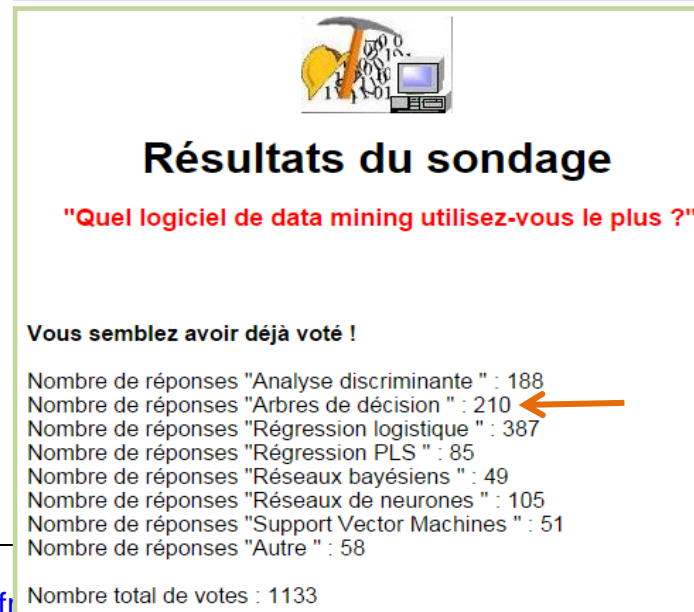 Résultats du sondage
"Quel logiciel de data mining utilisez-vous le plus ?"
Vous semblez avoir déjà voté !
Nombre de réponses "Analyse discriminante " : 188
Nombre de réponses "Arbres de décision " : 210
Nombre de réponses "Régression logistique " : 387
Nombre de réponses "Régression PLS " : 85
Nombre de réponses "Réseaux bayésiens " : 49
Nombre de réponses "Réseaux de neurones " : 105
Nombre de réponses "Support Vector Machines " : 51
Nombre de réponses "Autre " : 58
Nombre total de votes : 1133